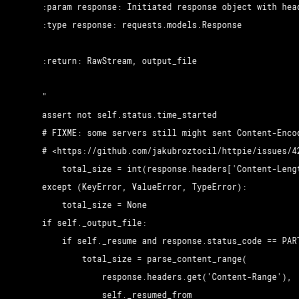 :param response: Initiated response object with head
:type response: requests.models.Response
:return: RawStream, output_file
"
assert not self.status.time_started
# FIXME: some servers still might sent Content-Encod
# <https://github.com/jakubroztocil/httpie/issues/42
total_size = int(response.headers['Content-Lengt
except (KeyError, ValueError, TypeError):
total_size = None
if self._output_file:
if self._resume and response.status_code == PART
total_size = parse_content_range(
response.headers.get('Content-Range'),
self._resumed_from